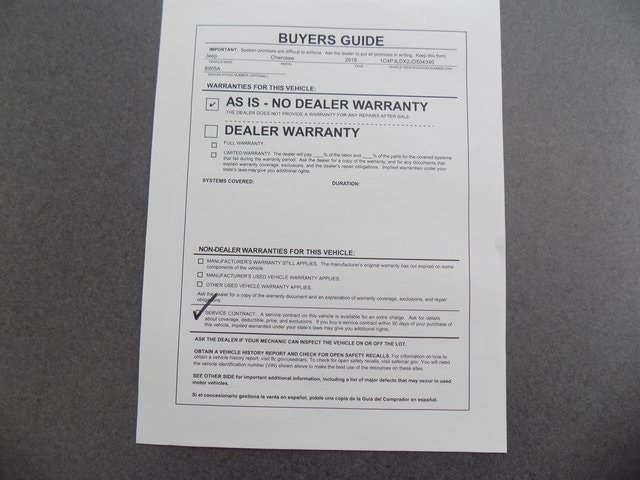 BUYERS GUIDE
IMPORTANT: Spoken promises are difficult to enforce. Ask the dealer to put all promises in writing. Keep this form.
Jeep Cherokee 2018
VEHICLE MAKE MODEL YEAR VEHICLE IDENTIFICATION NUMBER (VIN)
DEALER STOCK NUMBER (OPTIONAL)
WARRANTIES FOR THIS VEHICLE:
✓ AS IS - NO DEALER WARRANTY
THE DEALER DOES NOT PROVIDE A WARRANTY FOR ANY REPAIRS AFTER SALE.
DEALER WARRANTY
FULL WARRANTY.
LIMITED WARRANTY. The dealer will pay ____% of the labor and ____% of the parts for the covered systems
that fail during the warranty period. Ask the dealer for a copy of the warranty, and for any documents that
explain warranty coverage, exclusions, and the dealer's repair obligations. Implied warranties under your
state's laws may give you additional rights.
SYSTEMS COVERED: DURATION:
NON-DEALER WARRANTIES FOR THIS VEHICLE:
MANUFACTURER'S WARRANTY STILL APPLIES. The manufacturer's original warranty has not expired on some
components of the vehicle.
MANUFACTURER'S USED VEHICLE WARRANTY APPLIES.
OTHER USED VEHICLE WARRANTY APPLIES.
Ask the dealer for a copy of the warranty document and an explanation of warranty coverage, exclusions, and repair
obligations.
SERVICE CONTRACT. A service contract on this vehicle is available for an extra charge. Ask for details
about coverage, deductible, price, and exclusions. If you buy a service contract within 90 days of your purchase of
this vehicle, implied warranties under your state's laws may give you additional rights.
ASK THE DEALER IF YOUR MECHANIC CAN INSPECT THE VEHICLE ON OR OFF THE LOT.
OBTAIN A VEHICLE HISTORY REPORT AND CHECK FOR OPEN SAFETY RECALLS. For information on how to
obtain a vehicle history report, visit ftc.gov/usedcars. To check for open safety recalls, visit safercar.gov. You will need
the vehicle identification number (VIN) shown above to make the best use of the resources on these sites.
SEE OTHER SIDE for important additional information, including a list of major defects that may occur in used
motor vehicles.
Si el concesionario gestiona la venta en español, pídale una copia de la Guía del Comprador en español.